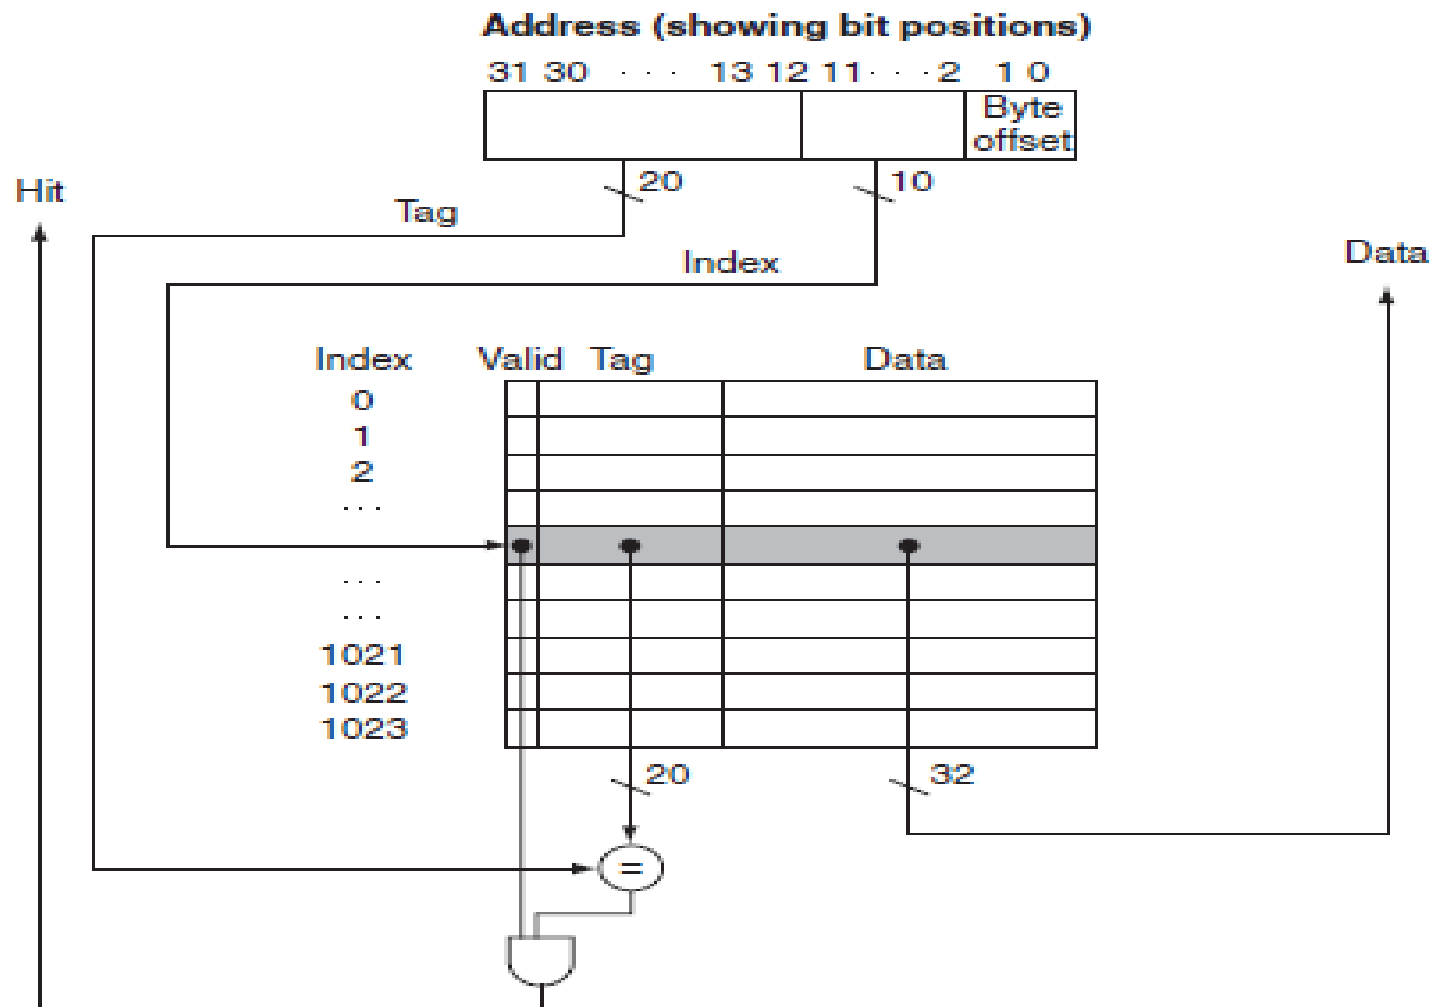 Address (showing bit positions)
31 30 · · · 13 12 11 · · · 2 1 0
Byte
offset
20 10
Hit
Tag
Index
Data
Index Valid Tag Data
0
1
2
· · ·
· · ·
· · ·
1021
1022
1023
20 32
=